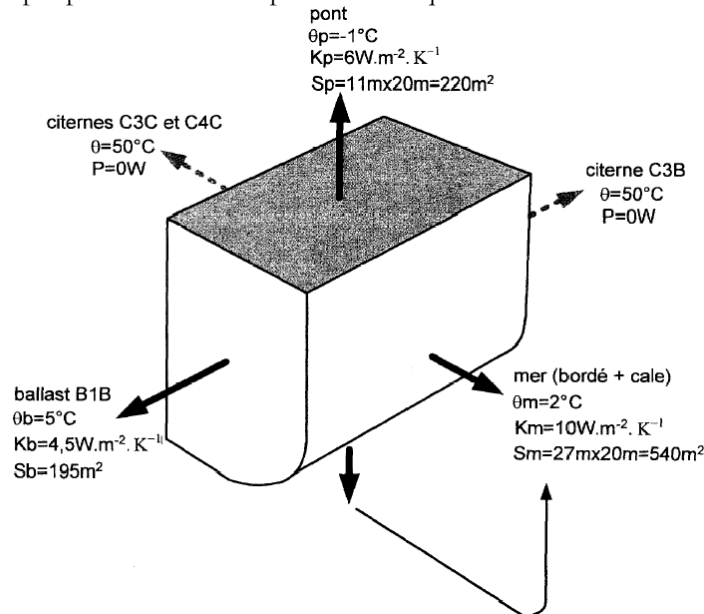 pont
θp=-1°C
Kp=6W.m⁻². K⁻¹
Sp=11mx20m=220m²
citernes C3C et C4C
θ=50°C
P=0W
citerne C3B
θ=50°C
P=0W
ballast B1B
θb=5°C
Kb=4,5W.m⁻². K⁻¹
Sb=195m²
mer (bordé + cale)
θm=2°C
Km=10W.m⁻². K⁻¹
Sm=27mx20m=540m²